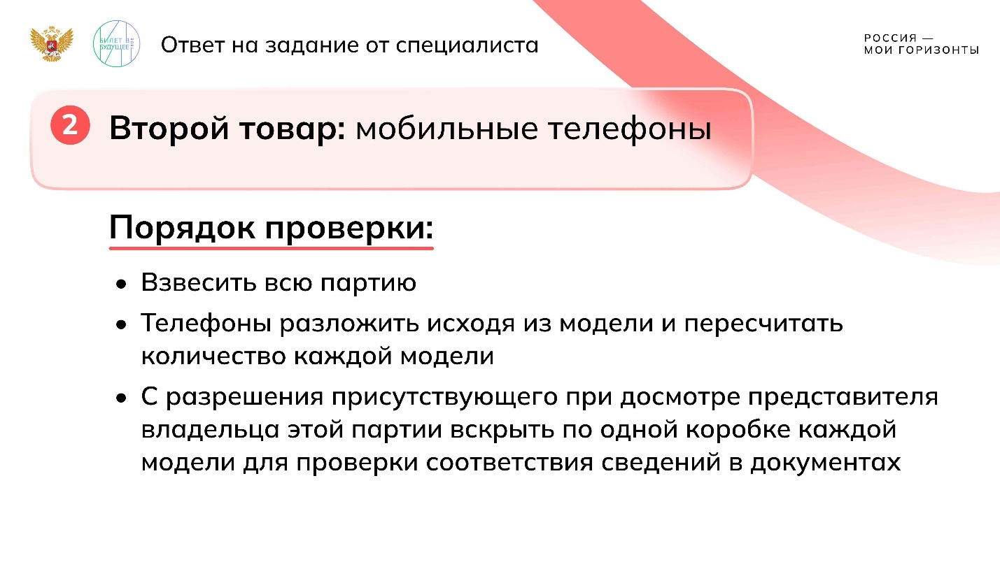 БИЛЕТ В
БУДУЩЕЕ
ТВОЁ
Ответ на задание от специалиста
РОССИЯ —
МОИ ГОРИЗОНТЫ
2 Второй товар: мобильные телефоны
Порядок проверки:
• Взвесить всю партию
• Телефоны разложить исходя из модели и пересчитать
количество каждой модели
• С разрешения присутствующего при досмотре представителя
владельца этой партии вскрыть по одной коробке каждой
модели для проверки соответствия сведений в документах